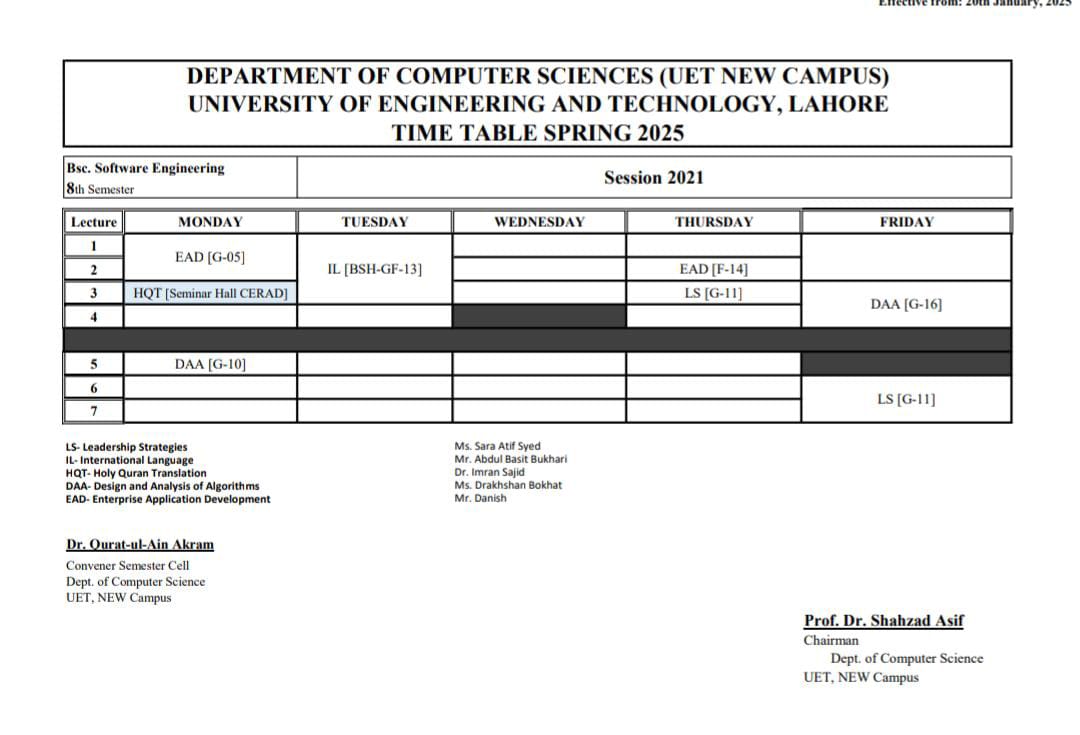 Effective from: 20th January, 2025
DEPARTMENT OF COMPUTER SCIENCES (UET NEW CAMPUS)
UNIVERSITY OF ENGINEERING AND TECHNOLOGY, LAHORE
TIME TABLE SPRING 2025
Bsc. Software Engineering
8th Semester
Session 2021
Lecture MONDAY TUESDAY WEDNESDAY THURSDAY FRIDAY
1
EAD [G-05]
2 IL [BSH-GF-13] EAD [F-14]
3 HQT [Seminar Hall CERAD] LS [G-11]
DAA [G-16]
4
5 DAA [G-10]
6
LS [G-11]
7
LS- Leadership Strategies Ms. Sara Atif Syed
IL- International Language Mr. Abdul Basit Bukhari
HQT- Holy Quran Translation Dr. Imran Sajid
DAA- Design and Analysis of Algorithms Ms. Drakhshan Bokhat
EAD- Enterprise Application Development Mr. Danish
Dr. Qurat-ul-Ain Akram
Convener Semester Cell
Dept. of Computer Science
UET, NEW Campus
Prof. Dr. Shahzad Asif
Chairman
Dept. of Computer Science
UET, NEW Campus